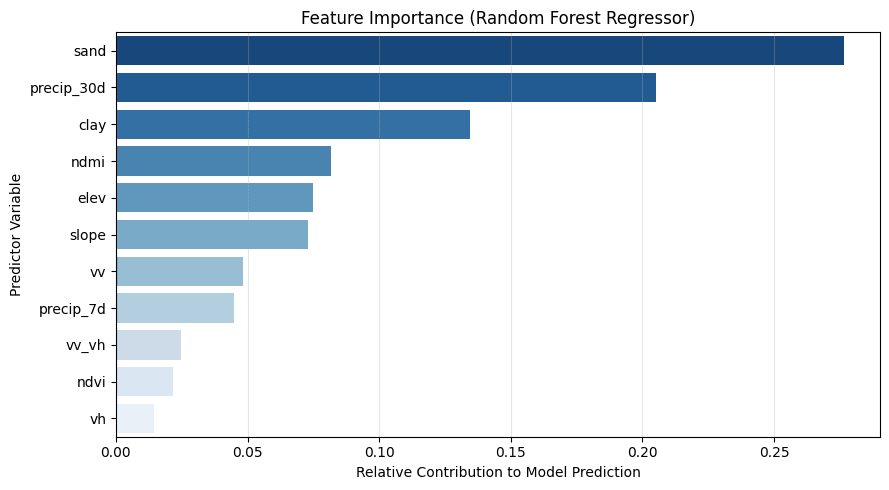 Feature Importance (Random Forest Regressor)
Predictor Variable
sand
precip_30d
clay
ndmi
elev
slope
vv
precip_7d
vv_vh
ndvi
vh
0.00 0.05 0.10 0.15 0.20 0.25
Relative Contribution to Model Prediction